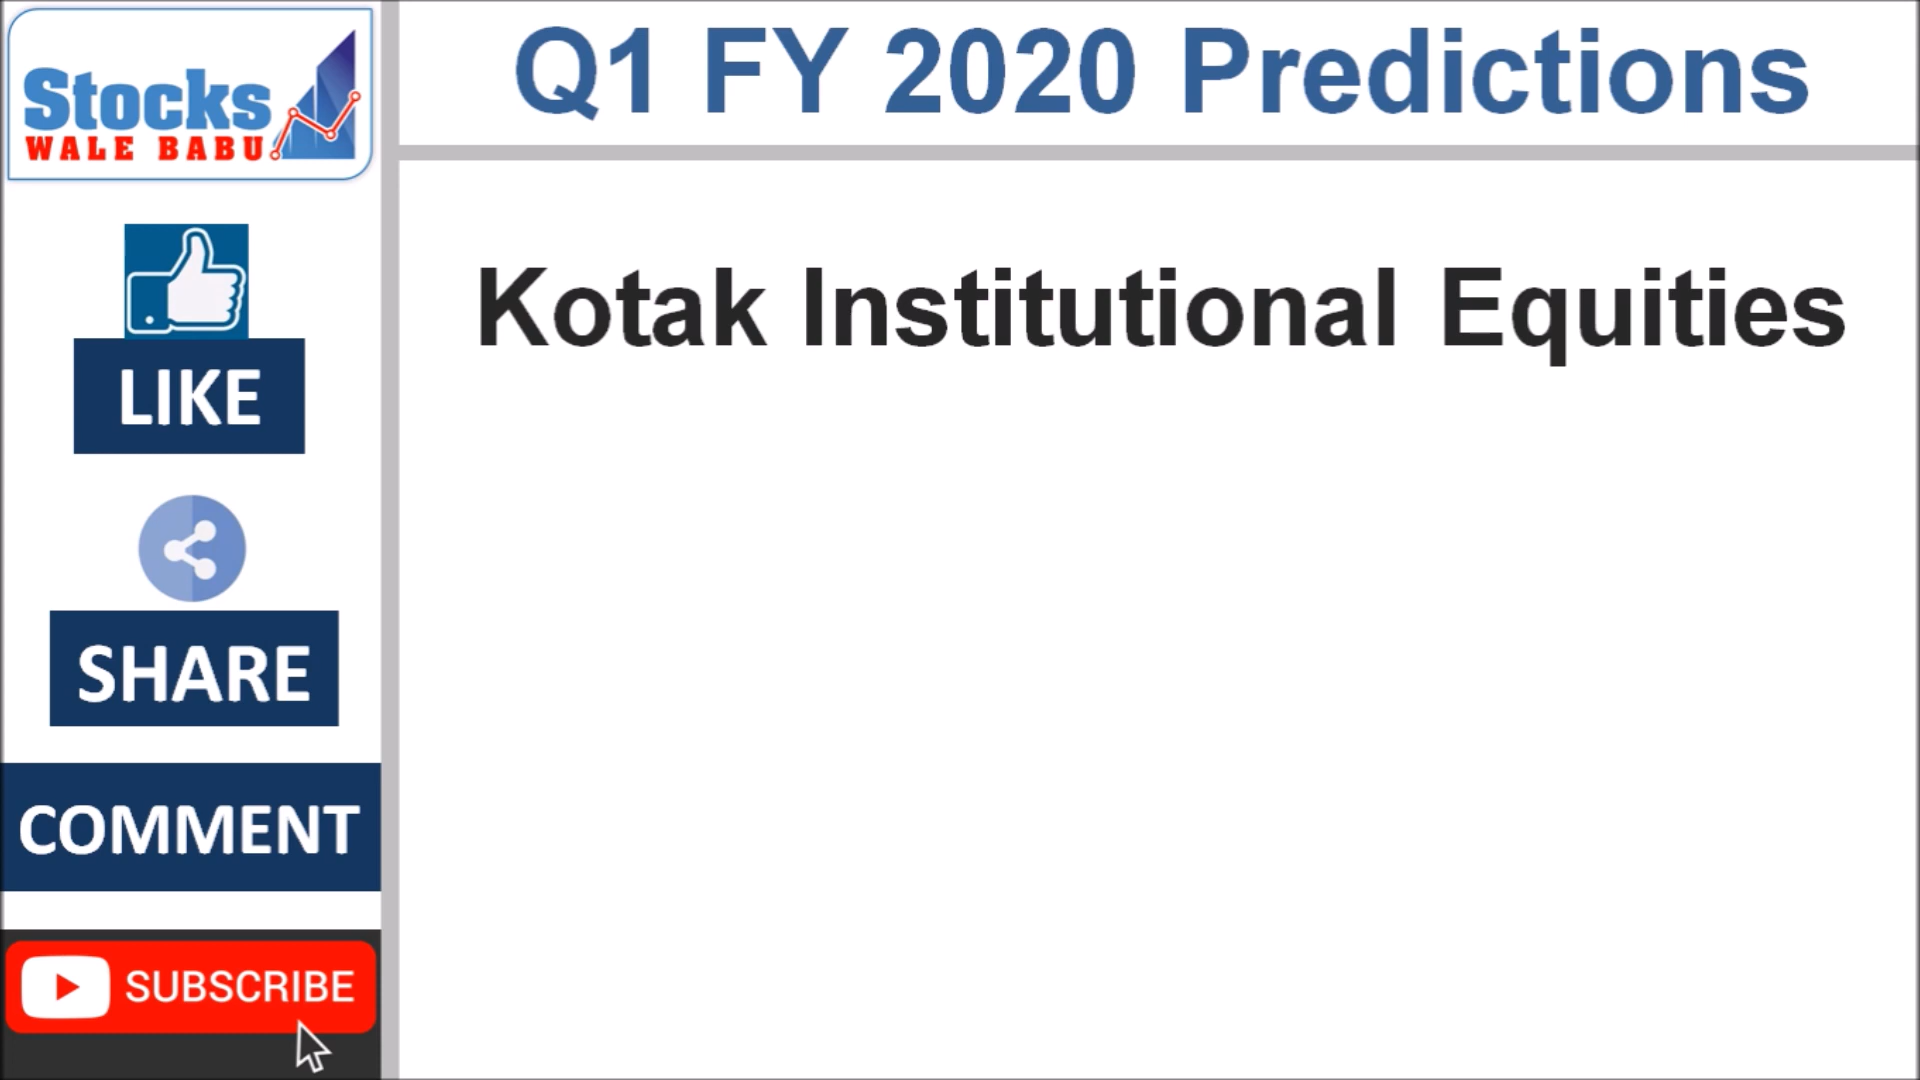 Stocks
WALE BABU
LIKE
SHARE
COMMENT
SUBSCRIBE
Q1 FY 2020 Predictions
Kotak Institutional Equities